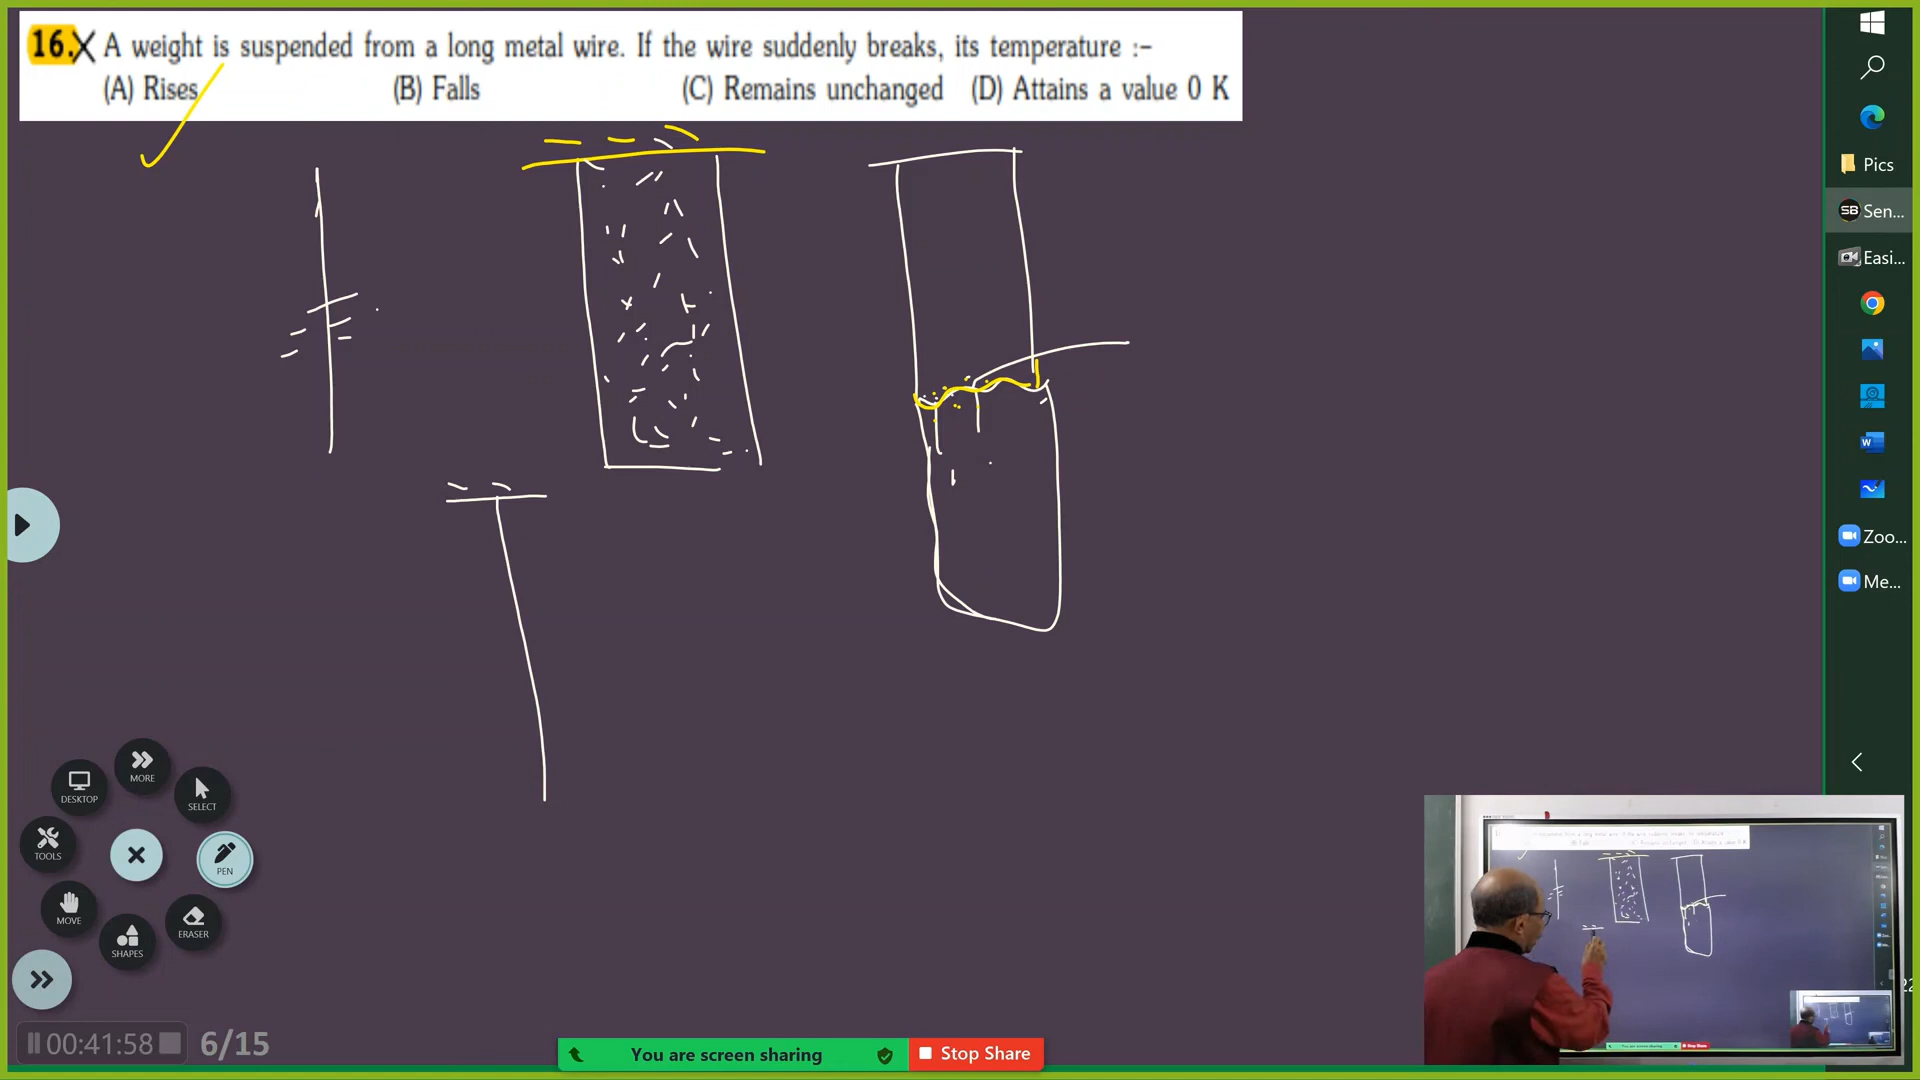 16. A weight is suspended from a long metal wire. If the wire suddenly breaks, its temperature :-
(A) Rises (B) Falls (C) Remains unchanged (D) Attains a value 0 K
Pics
SB Sen...
Easi...
Zoo...
Me...
MORE
DESKTOP
SELECT
TOOLS
PEN
MOVE
ERASER
SHAPES
00:41:58 6/15
You are screen sharing Stop Share